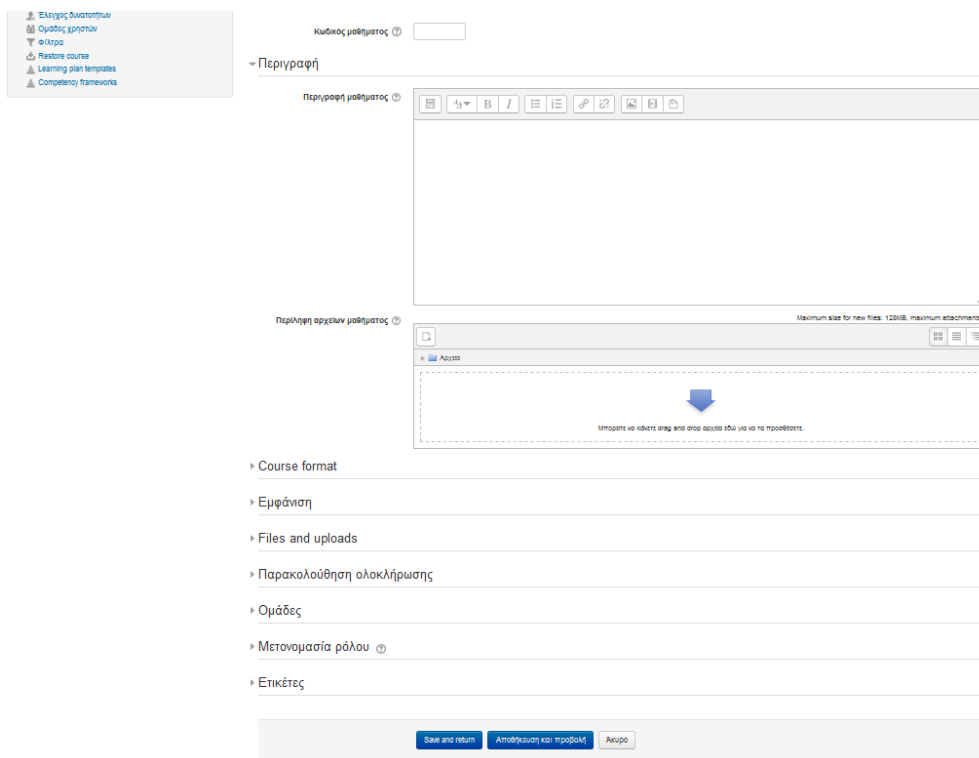 Έλεγχος δυνατοτήτων
Ομάδες χρηστών
Φίλτρα
Restore course
Learning plan templates
Competency frameworks
Κωδικός μαθήματος
Περιγραφή
Περιγραφή μαθήματος
B I
Περίληψη αρχείων μαθήματος
Maximum size for new files: 128MB, maximum attachments
Αρχεία
Μπορείτε να κάνετε drag and drop αρχεία εδώ για να τα προσθέσετε.
Course format
Εμφάνιση
Files and uploads
Παρακολούθηση ολοκλήρωσης
Ομάδες
Μετονομασία ρόλου
Ετικέτες
Save and return Αποθήκευση και προβολή Άκυρο